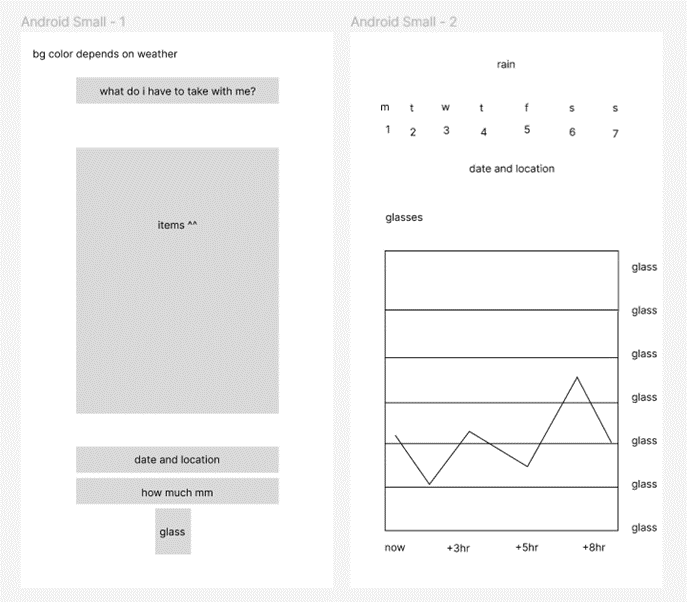 Android Small - 1
bg color depends on weather
what do i have to take with me?
items ^^
date and location
how much mm
glass
Android Small - 2
rain
m t w t f s s
1 2 3 4 5 6 7
date and location
glasses
glass
glass
glass
glass
glass
glass
glass
now +3hr +5hr +8hr